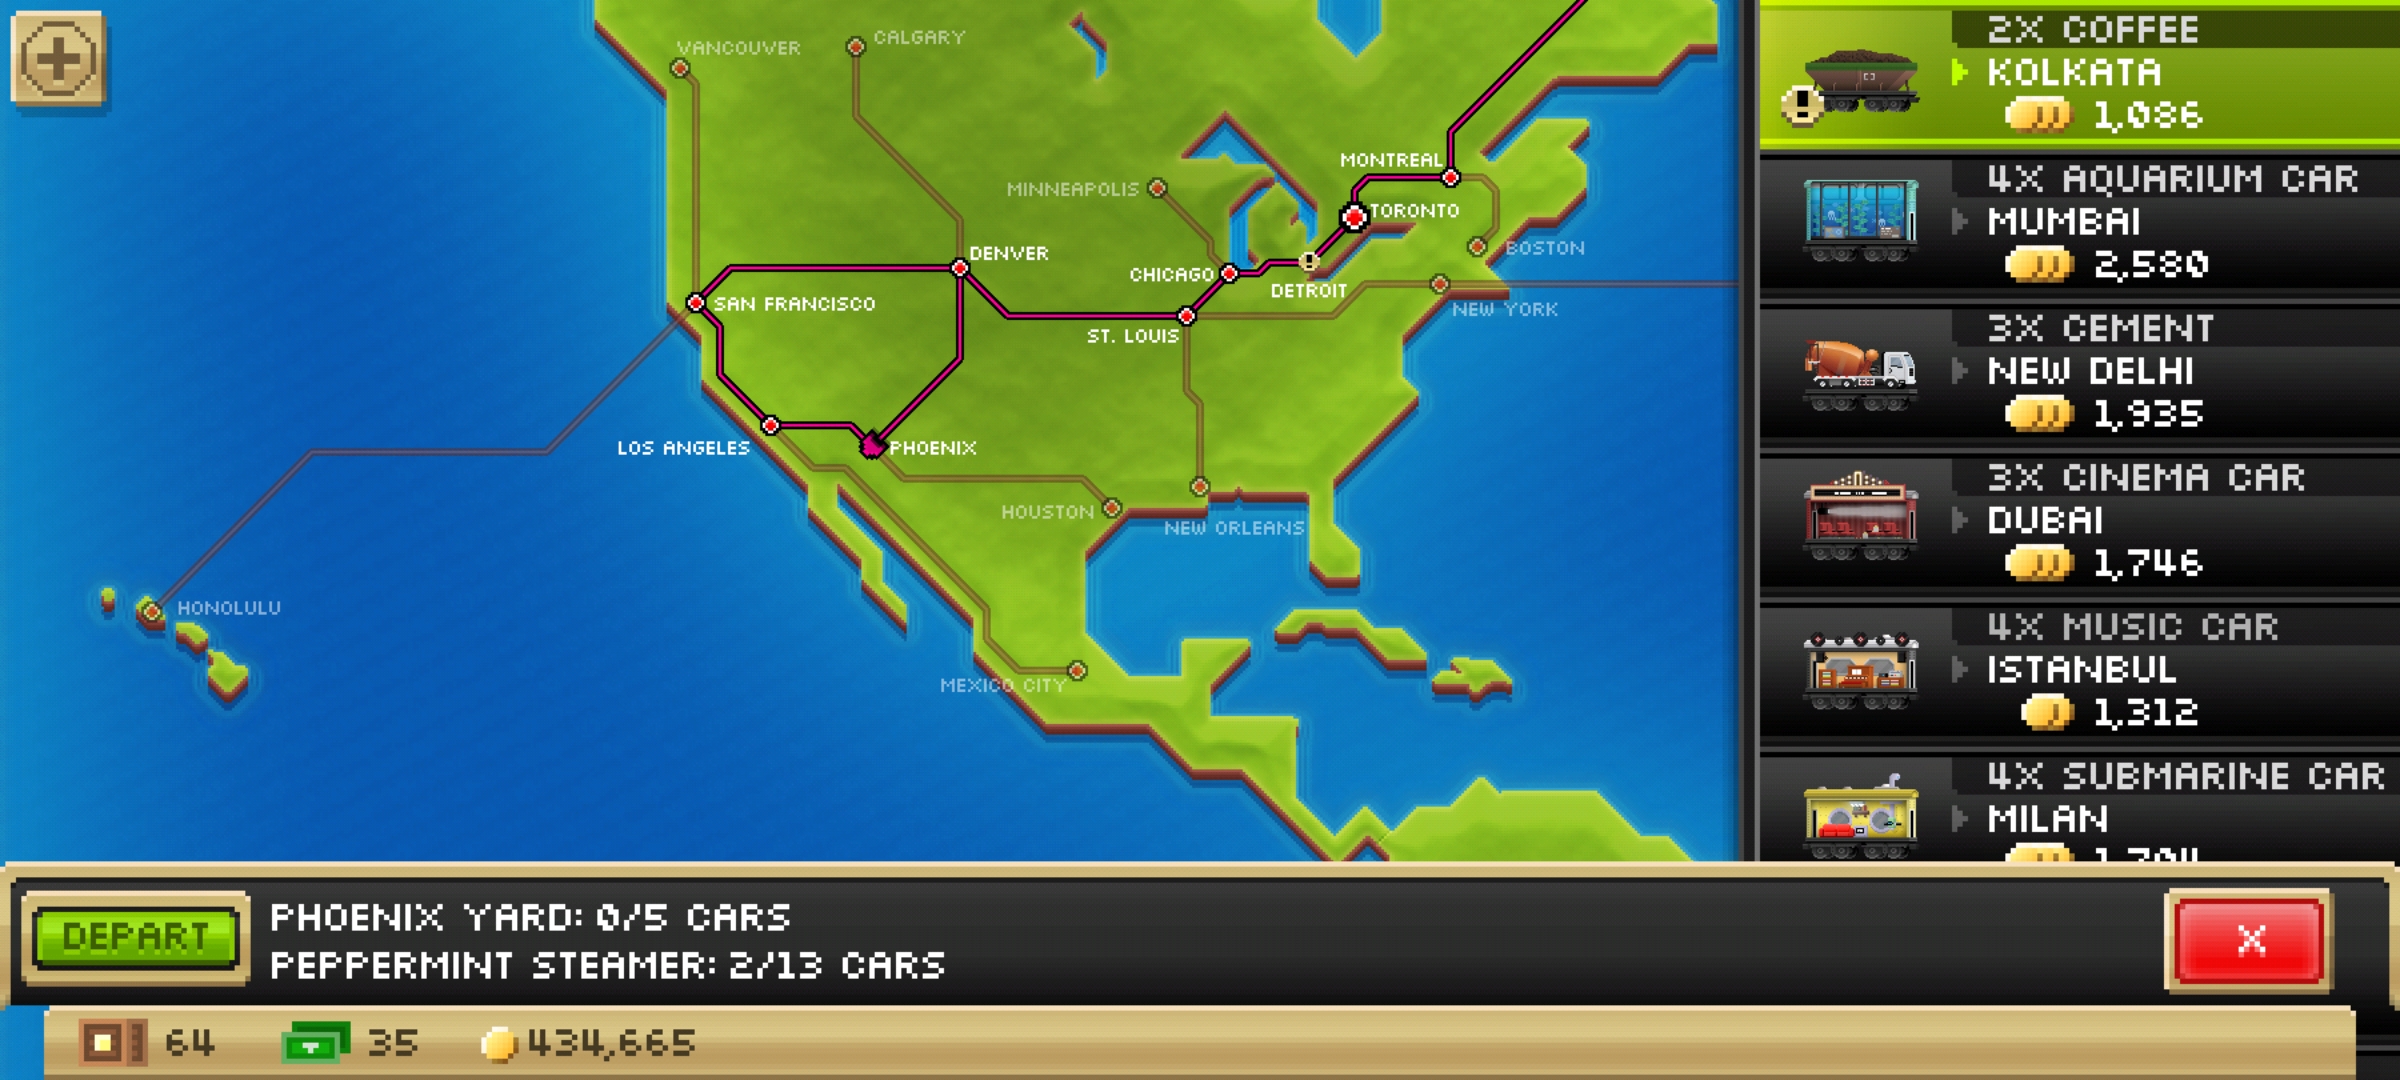 VANCOUVER
CALGARY
MINNEAPOLIS
MONTREAL
TORONTO
BOSTON
DENVER
CHICAGO
DETROIT
NEW YORK
SAN FRANCISCO
ST. LOUIS
LOS ANGELES
PHOENIX
HOUSTON
NEW ORLEANS
HONOLULU
MEXICO CITY
2X COFFEE
KOLKATA
1,086
4X AQUARIUM CAR
MUMBAI
2,580
3X CEMENT
NEW DELHI
1,935
3X CINEMA CAR
DUBAI
1,746
4X MUSIC CAR
ISTANBUL
1,312
4X SUBMARINE CAR
MILAN
DEPART
PHOENIX YARD: 0/5 CARS
PEPPERMINT STEAMER: 2/13 CARS
X
64
35
434,665